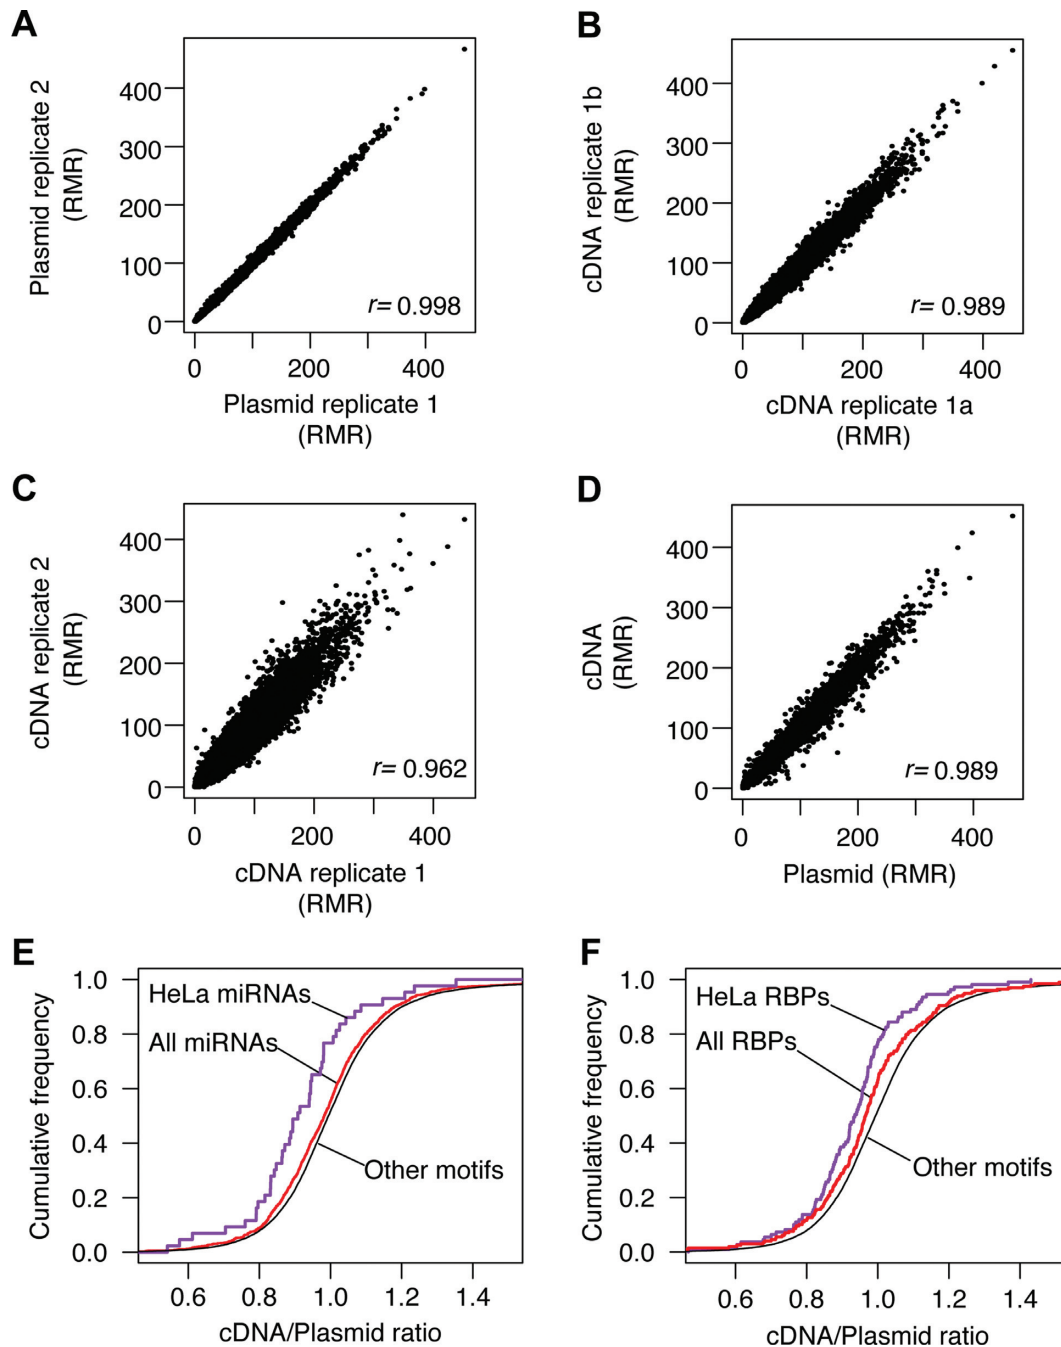 A
Plasmid replicate 2
(RMR)
400
300
200
100
0
r= 0.998
0 200 400
Plasmid replicate 1
(RMR)
B
cDNA replicate 1b
(RMR)
400
300
200
100
0
r= 0.989
0 200 400
cDNA replicate 1a
(RMR)
C
cDNA replicate 2
(RMR)
400
300
200
100
0
r= 0.962
0 200 400
cDNA replicate 1
(RMR)
D
cDNA
(RMR)
400
300
200
100
0
r= 0.989
0 200 400
Plasmid (RMR)
E
Cumulative frequency
1.0
0.8
0.6
0.4
0.2
0.0
HeLa miRNAs
All miRNAs
Other motifs
0.6 0.8 1.0 1.2 1.4
cDNA/Plasmid ratio
F
Cumulative frequency
1.0
0.8
0.6
0.4
0.2
0.0
HeLa RBPs
All RBPs
Other motifs
0.6 0.8 1.0 1.2 1.4
cDNA/Plasmid ratio